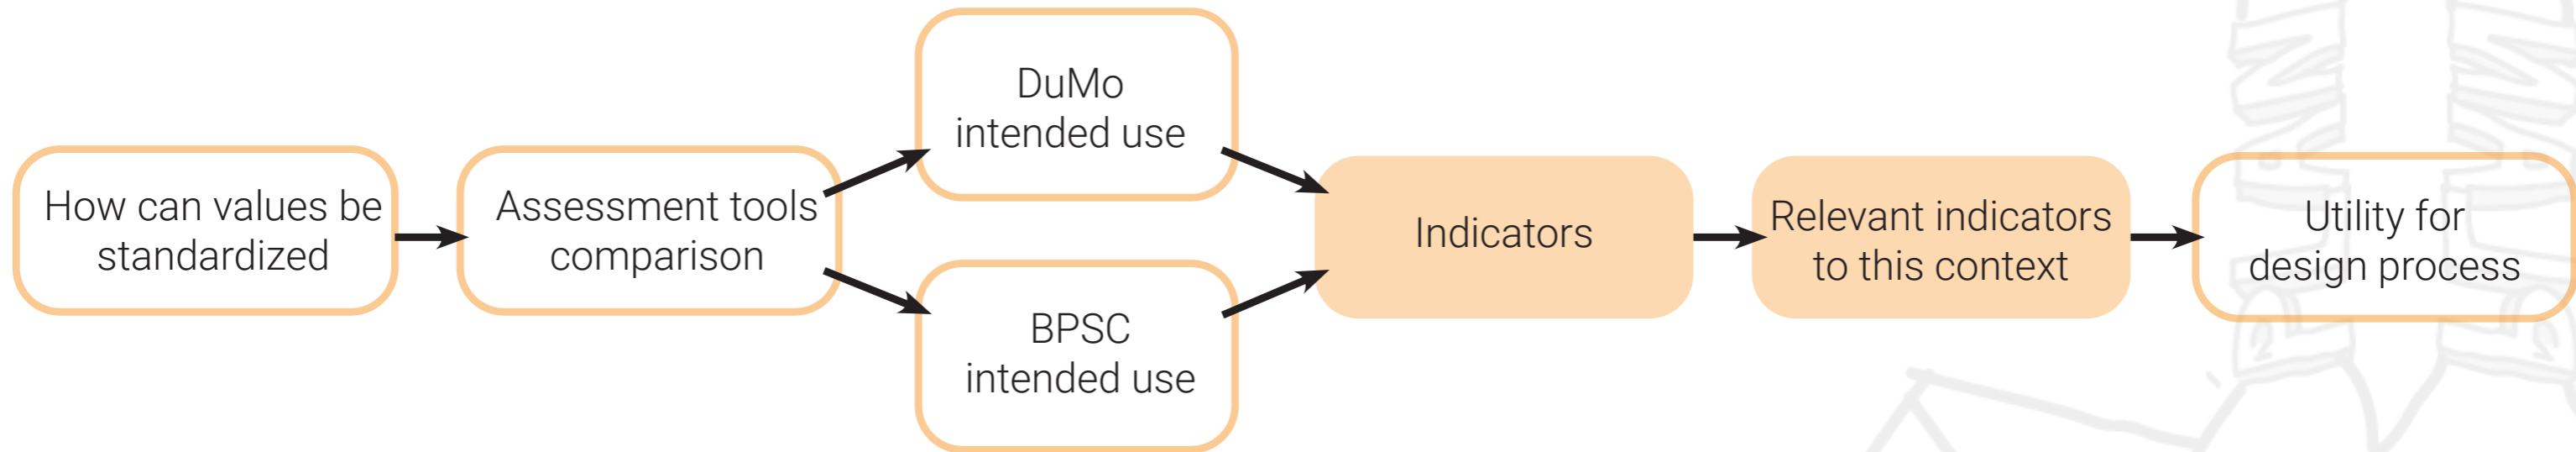 How can values be
standardized
Assessment tools
comparison
DuMo
intended use
BPSC
intended use
Indicators
Relevant indicators
to this context
Utility for
design process